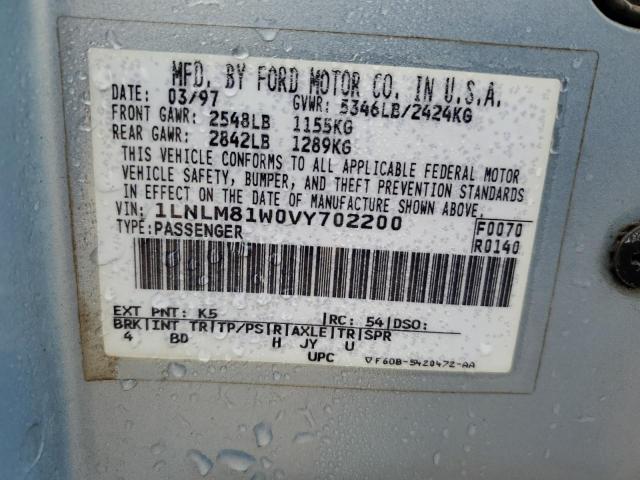 MFD. BY FORD MOTOR CO. IN U.S.A.
DATE: 03/97 GVWR: 5346LB/2424KG
FRONT GAWR: 2548LB 1155KG
REAR GAWR: 2842LB 1289KG
THIS VEHICLE CONFORMS TO ALL APPLICABLE FEDERAL MOTOR
VEHICLE SAFETY, BUMPER, AND THEFT PREVENTION STANDARDS
IN EFFECT ON THE DATE OF MANUFACTURE SHOWN ABOVE.
VIN: 1LNLM81W0VY702200
TYPE: PASSENGER
F0070
R0140
EXT PNT: K5 |RC: 54|DSO:
BRK|INT TR|TP/PS|R|AXLE|TR|SPR
4 BD H JY U
UPC ▽F60B-5420472-AA